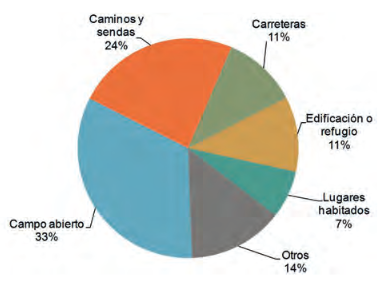 Caminos y
sendas
24%
Carreteras
11%
Edificación o
refugio
11%
Lugares
habitados
7%
Otros
14%
Campo abierto
33%